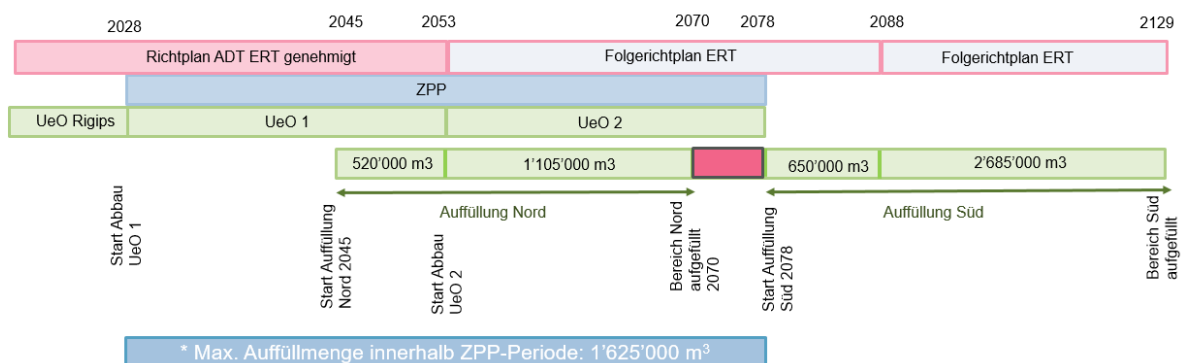 2028
2045
2053
2070
2078
2088
2129
Richtplan ADT ERT genehmigt
Folgerichtplan ERT
Folgerichtplan ERT
ZPP
UeO Rigips
UeO 1
UeO 2
520'000 m3
1'105'000 m3
650'000 m3
2'685'000 m3
Auffüllung Nord
Auffüllung Süd
Start Abbau
UeO 1
Start Auffüllung
Nord 2045
Start Abbau
UeO 2
Bereich Nord
aufgefüllt
2070
Start Auffüllung
Süd 2078
Bereich Süd
aufgefüllt
* Max. Auffüllmenge innerhalb ZPP-Periode: 1'625'000 m³